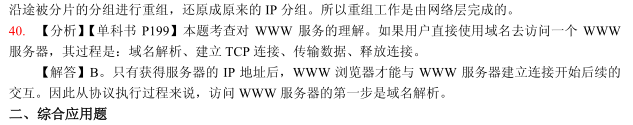 沿途被分片的分组进行重组，还原成原来的 IP 分组。所以重组工作是由网络层完成的。
40. 【分析】【单科书 P199】本题考查对 WWW 服务的理解。如果用户直接使用域名去访问一个 WWW
服务器，其过程是：域名解析、建立 TCP 连接、传输数据、释放连接。
【解答】B。只有获得服务器的 IP 地址后，WWW 浏览器才能与 WWW 服务器建立连接开始后续的
交互。因此从协议执行过程来说，访问 WWW 服务器的第一步是域名解析。
二、综合应用题